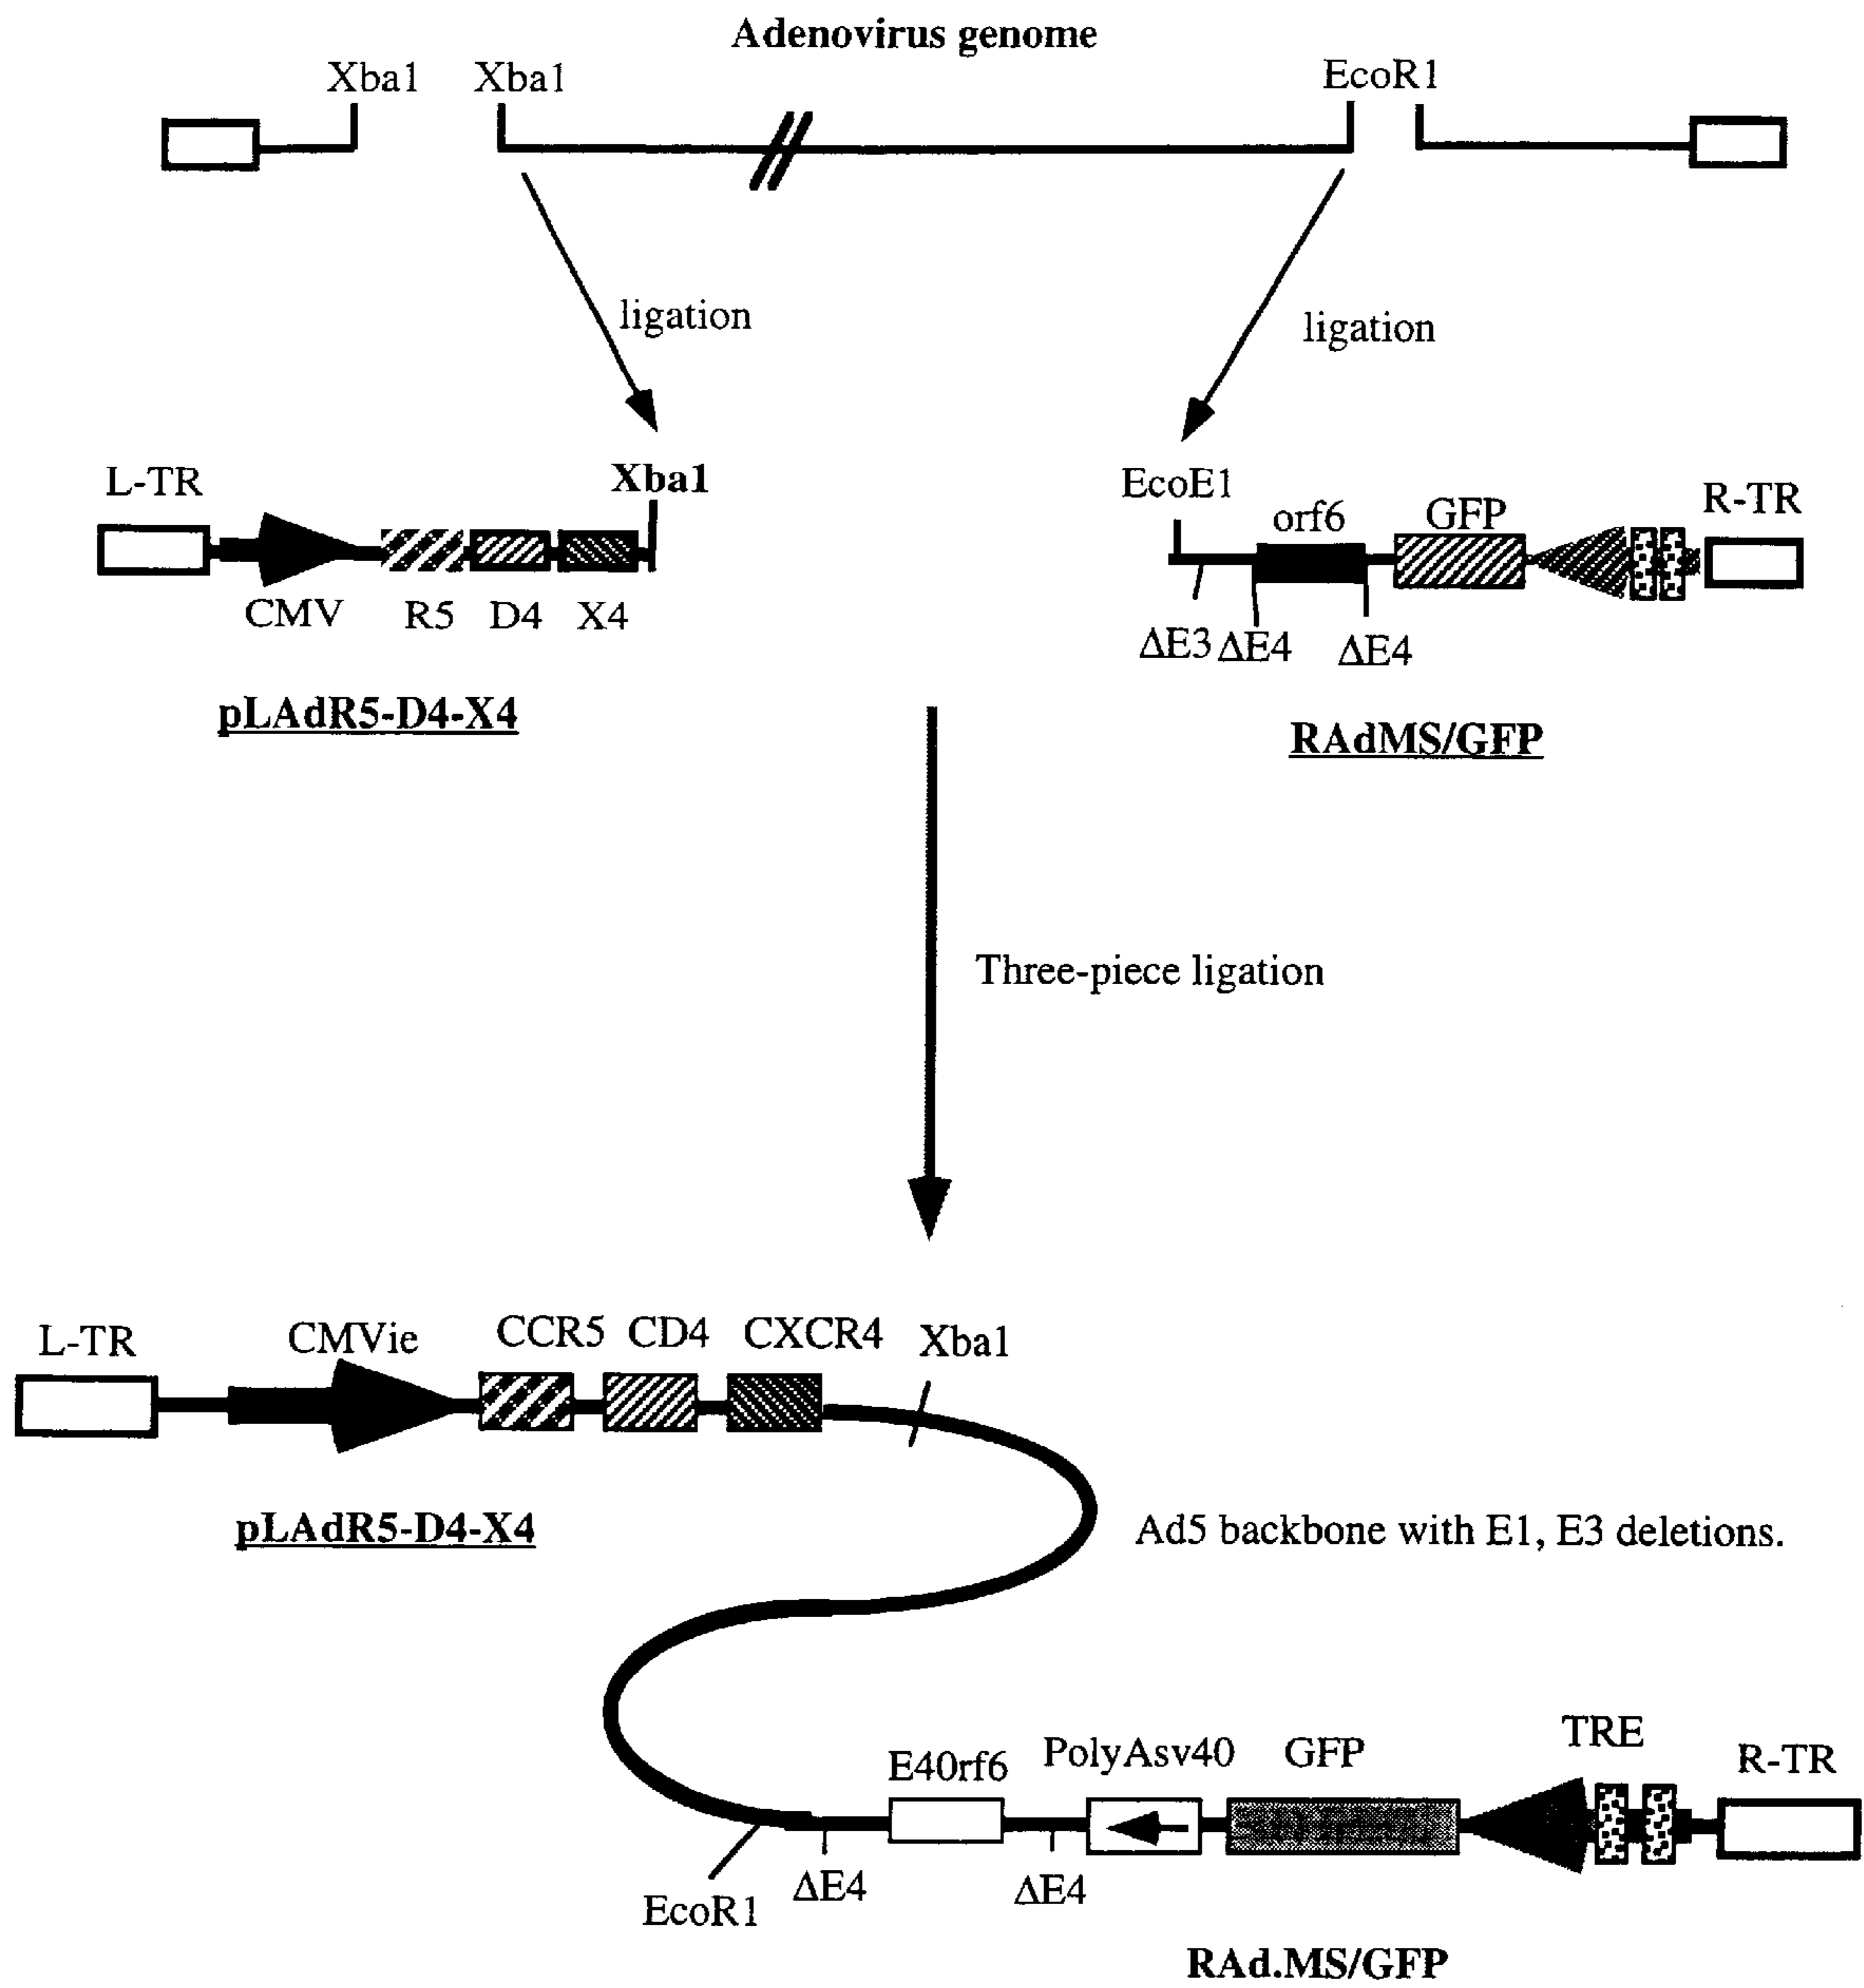 Adenovirus genome
Xba1 Xba1 EcoR1
ligation
ligation
L-TR Xba1 EcoE1 orf6 GFP R-TR
CMV R5 D4 X4
ΔE3 ΔE4 ΔE4
pLAdR5-D4-X4
RAdMS/GFP
Three-piece ligation
L-TR CMVie CCR5 CD4 CXCR4 Xba1
pLAdR5-D4-X4
Ad5 backbone with E1, E3 deletions.
E40rf6 PolyAsv40 GFP TRE R-TR
EcoR1 ΔE4 ΔE4
RAd.MS/GFP